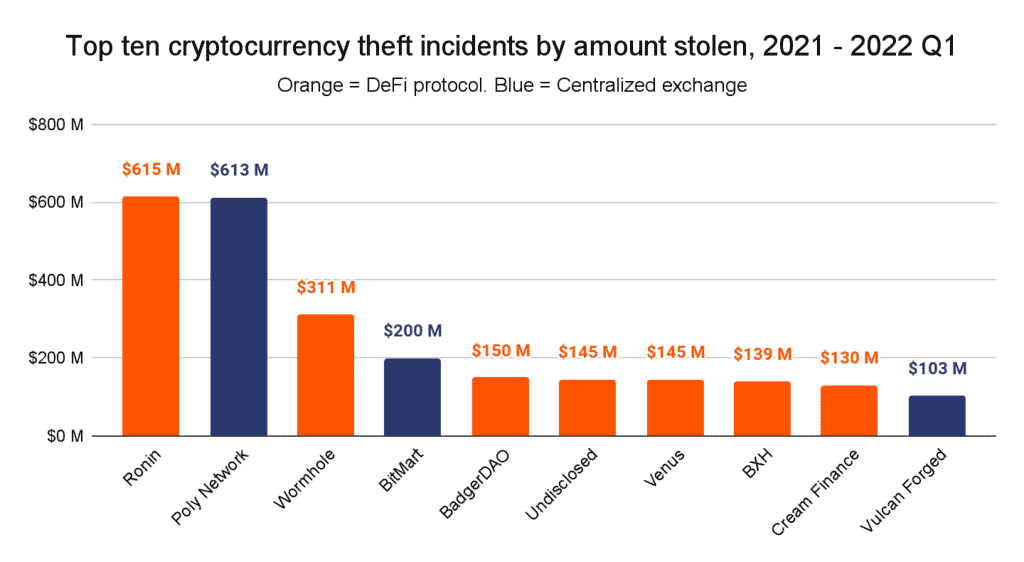 Top ten cryptocurrency theft incidents by amount stolen, 2021 - 2022 Q1
Orange = DeFi protocol. Blue = Centralized exchange
$800 M
$600 M
$400 M
$200 M
$0 M
$615 M
$613 M
$311 M
$200 M
$150 M
$145 M
$145 M
$139 M
$130 M
$103 M
Ronin
Poly Network
Wormhole
BitMart
BadgerDAO
Undisclosed
Venus
BXH
Cream Finance
Vulcan Forged